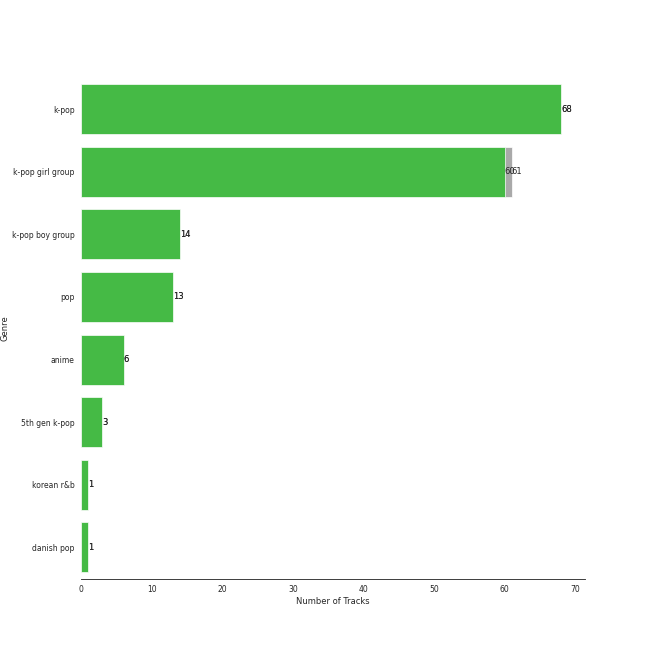 k-pop
68
k-pop girl group
60
61
k-pop boy group
14
pop
13
anime
6
5th gen k-pop
3
korean r&b
1
danish pop
1
Genre
0 10 20 30 40 50 60 70
Number of Tracks